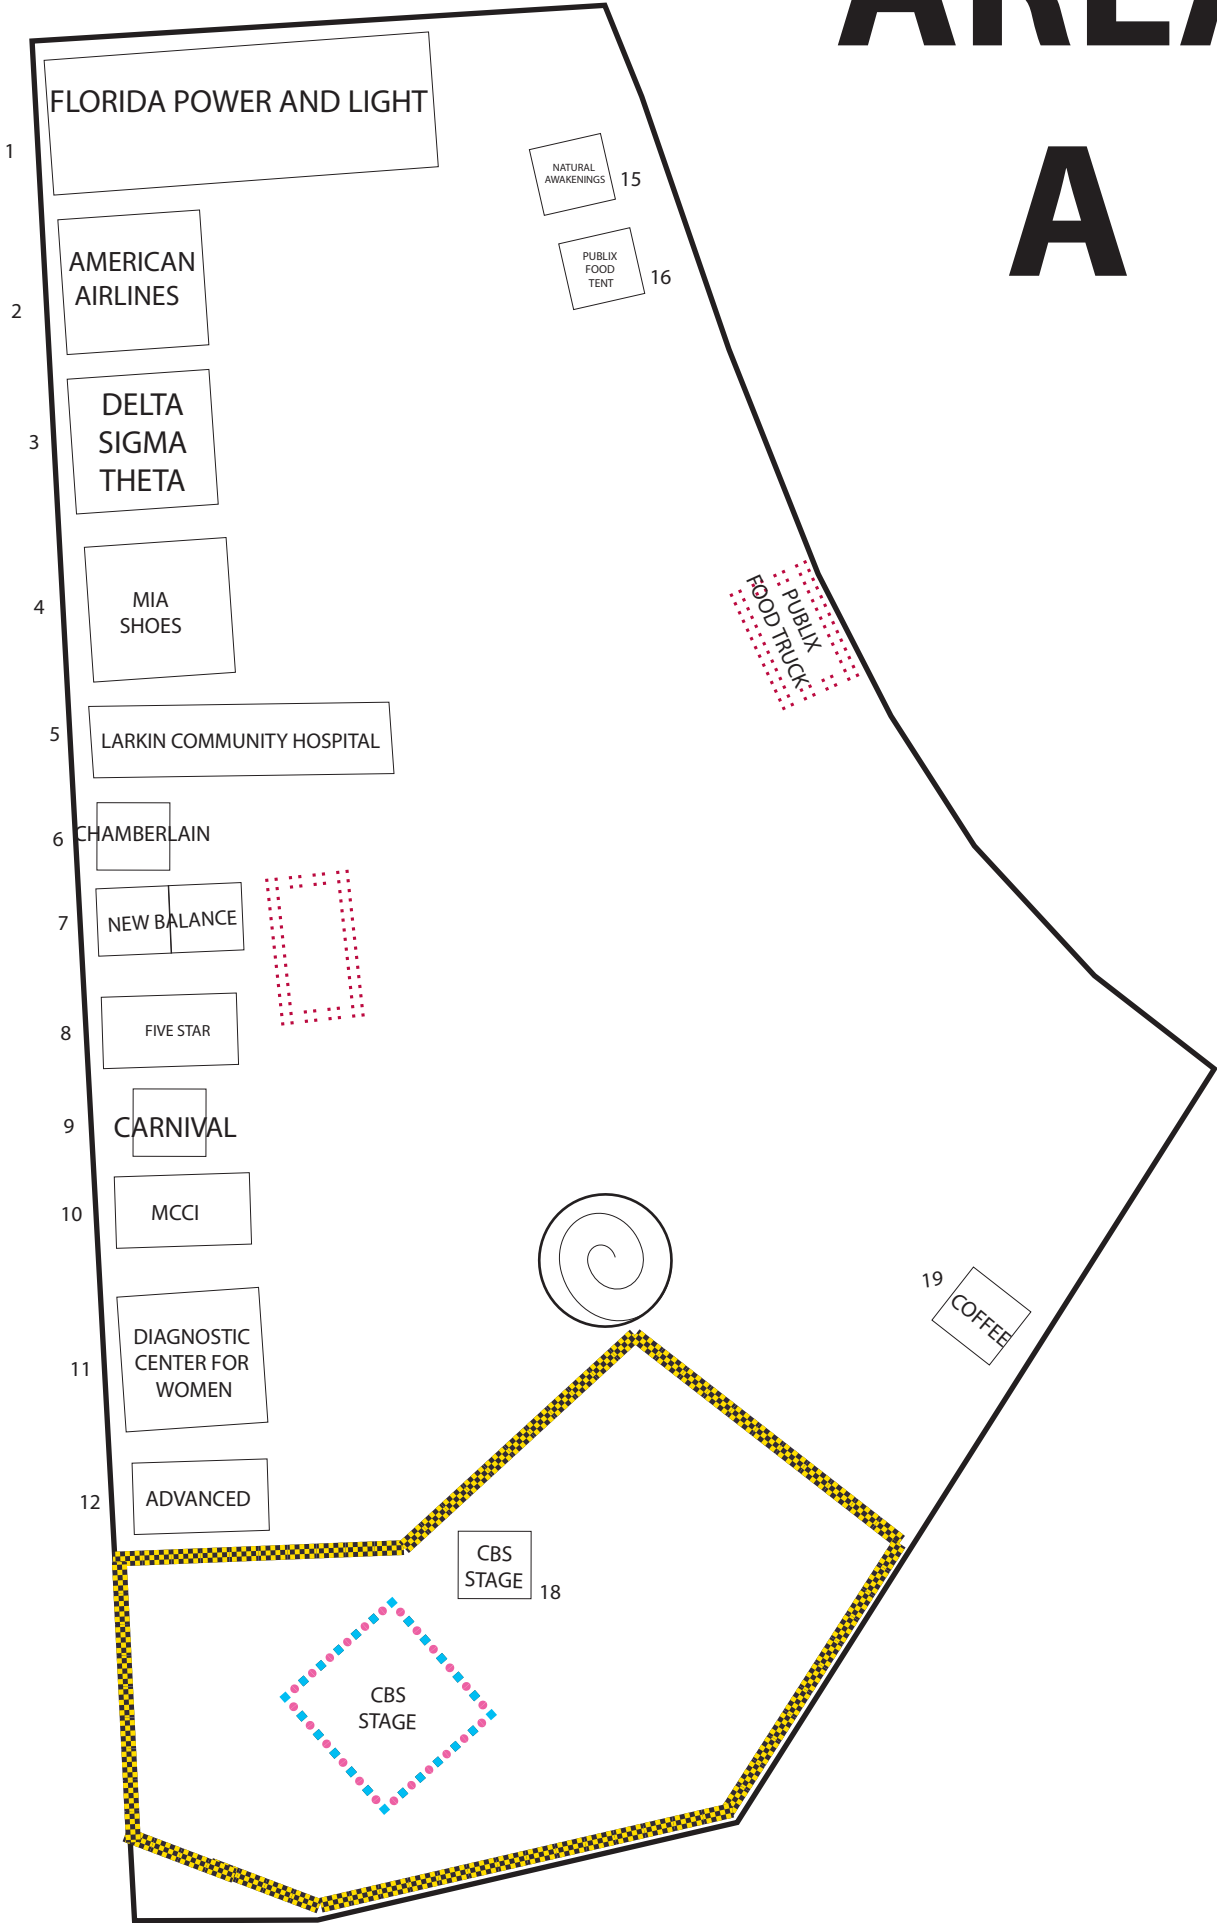 AREA
A
1
FLORIDA POWER AND LIGHT
NATURAL
AWAKENINGS
15
2
AMERICAN
AIRLINES
PUBLIX
FOOD
TENT
16
3
DELTA
SIGMA
THETA
4
MIA
SHOES
PUBLIX
FOOD TRUCK
5
LARKIN COMMUNITY HOSPITAL
6
CHAMBERLAIN
7
NEW BALANCE
8
FIVE STAR
9
CARNIVAL
10
MCCI
19
COFFEE
11
DIAGNOSTIC
CENTER FOR
WOMEN
12
ADVANCED
CBS
STAGE
18
CBS
STAGE